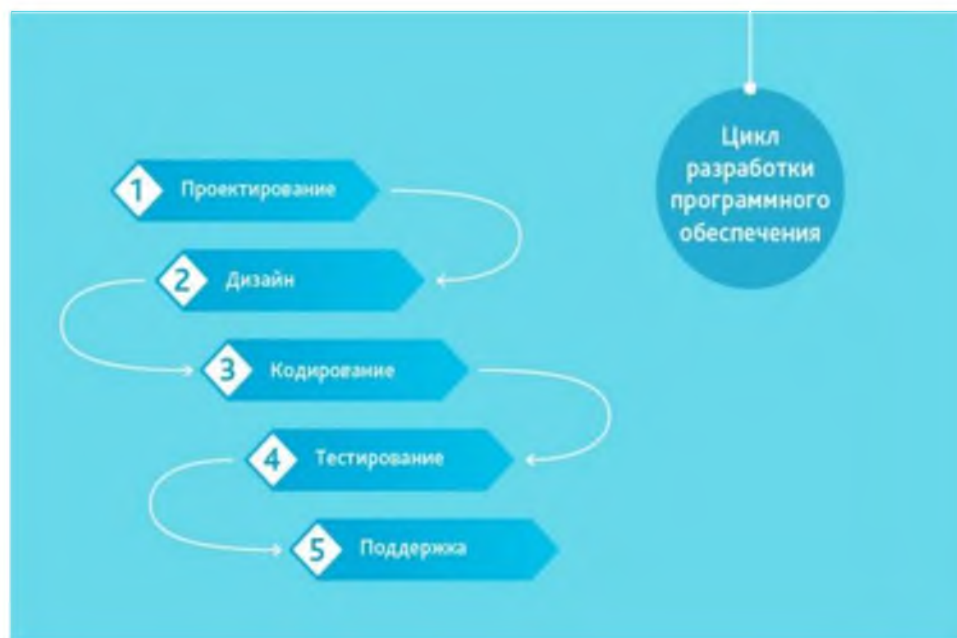 Цикл
разработки
программного
обеспечения
1 Проектирование
2 Дизайн
3 Кодирование
4 Тестирование
5 Поддержка